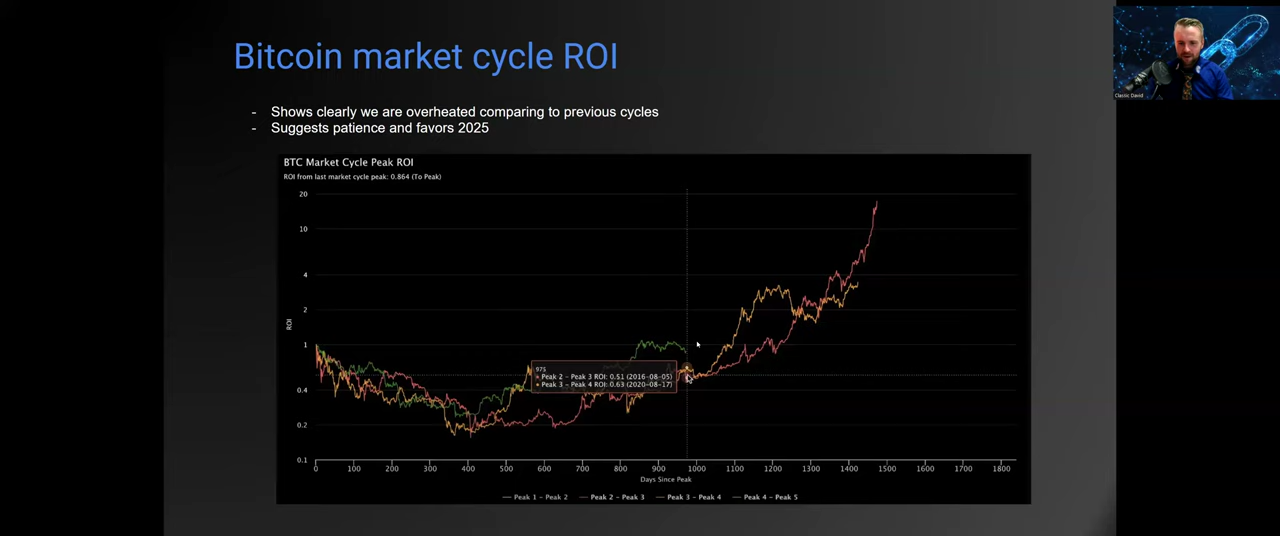 Bitcoin market cycle ROI
- Shows clearly we are overheated comparing to previous cycles
- Suggests patience and favors 2025
BTC Market Cycle Peak ROI
ROI from last market cycle peak: 0.864 (To Peak)
20
10
4
2
1
0.4
0.2
0.1
ROI
975
Peak 2 - Peak 3 ROI: 0.51 (2016-08-05)
Peak 3 - Peak 4 ROI: 0.63 (2020-08-17)
0 100 200 300 400 500 600 700 800 900 1000 1100 1200 1300 1400 1500 1600 1700 1800
Days Since Peak
Peak 1 - Peak 2 Peak 2 - Peak 3 Peak 3 - Peak 4 Peak 4 - Peak 5
Classic David